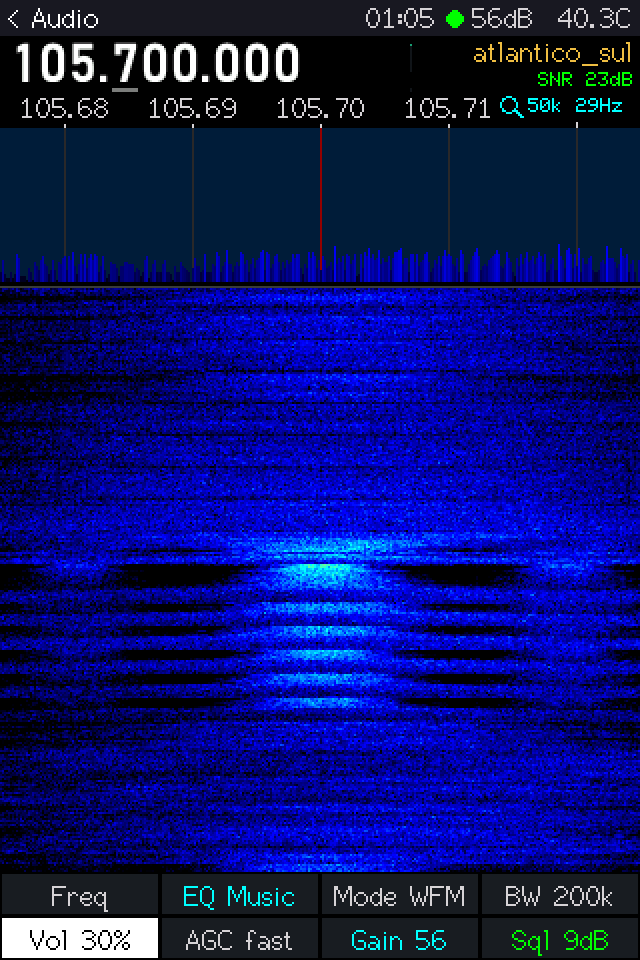 < Audio 01:05 56dB 40.3C
105.700.000 atlantico_sul
SNR 23dB
105.68 105.69 105.70 105.71 50k 29Hz
Freq EQ Music Mode WFM BW 200k
Vol 30% AGC fast Gain 56 Sql 9dB